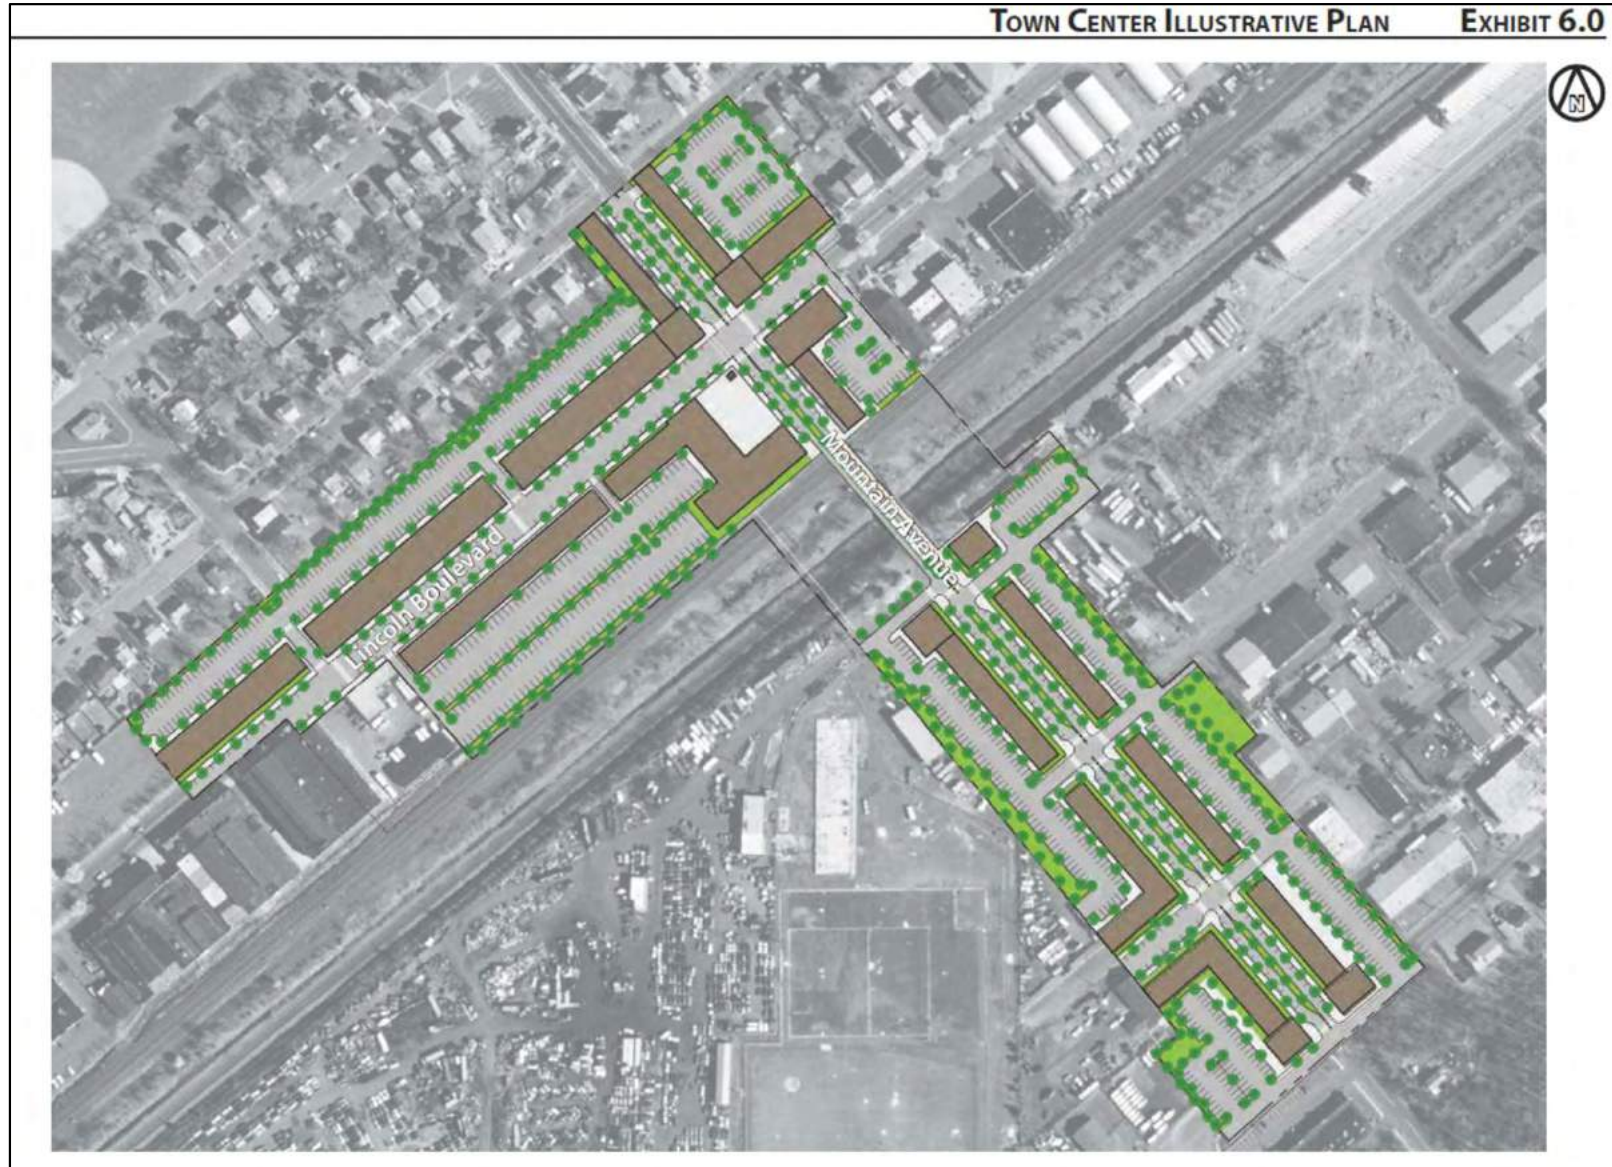 TOWN CENTER ILLUSTRATIVE PLAN EXHIBIT 6.0
N
Mountain Avenue
Lincoln Boulevard